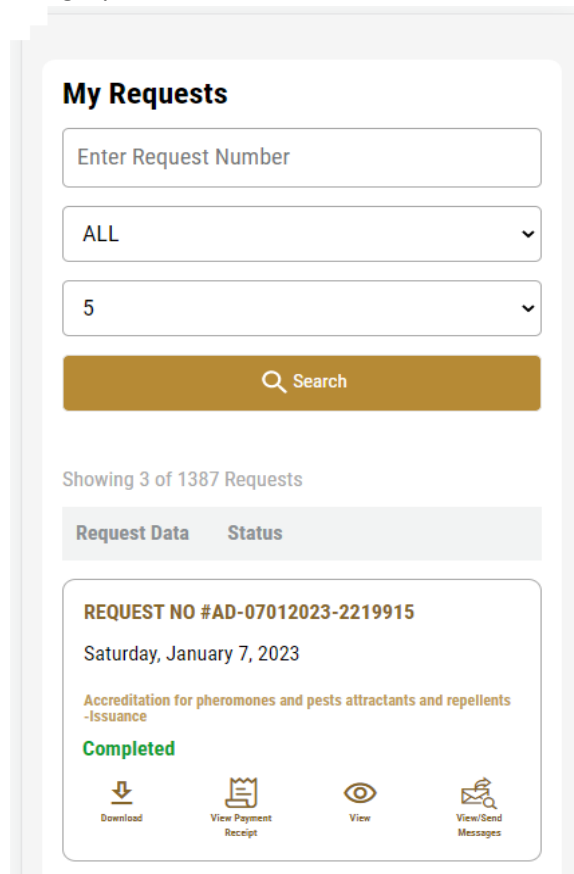 My Requests
Enter Request Number
ALL
5
Search
Showing 3 of 1387 Requests
Request Data Status
REQUEST NO #AD-07012023-2219915
Saturday, January 7, 2023
Accreditation for pheromones and pests attractants and repellents
-Issuance
Completed
Download View Payment View View/Send
Receipt Messages